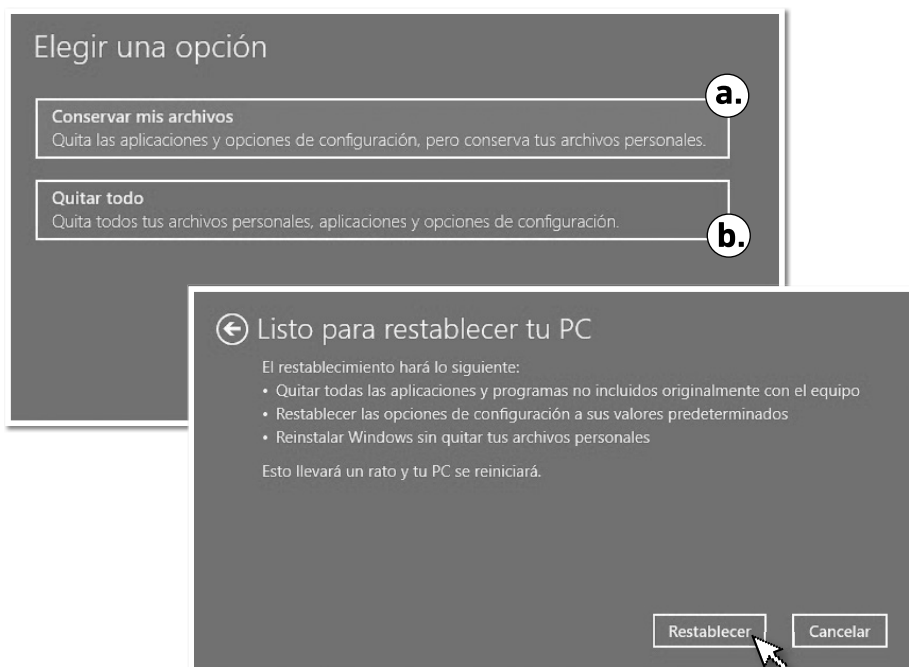 Elegir una opción
a.
Conservar mis archivos
Quita las aplicaciones y opciones de configuración, pero conserva tus archivos personales.
Quitar todo
Quita todos tus archivos personales, aplicaciones y opciones de configuración.
b.
Listo para restablecer tu PC
El restablecimiento hará lo siguiente:
• Quitar todas las aplicaciones y programas no incluidos originalmente con el equipo
• Restablecer las opciones de configuración a sus valores predeterminados
• Reinstalar Windows sin quitar tus archivos personales
Esto llevará un rato y tu PC se reiniciará.
Restablecer Cancelar